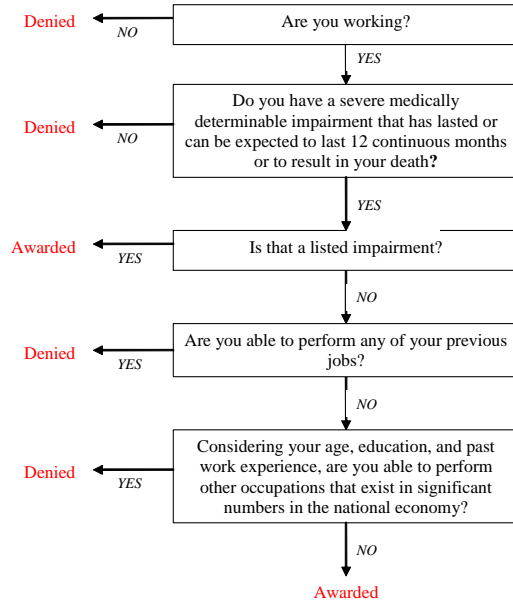 Denied
NO
Are you working?
YES
Denied
NO
Do you have a severe medically
determinable impairment that has lasted or
can be expected to last 12 continuous months
or to result in your death?
YES
Awarded
YES
Is that a listed impairment?
NO
Denied
YES
Are you able to perform any of your previous
jobs?
NO
Denied
YES
Considering your age, education, and past
work experience, are you able to perform
other occupations that exist in significant
numbers in the national economy?
NO
Awarded